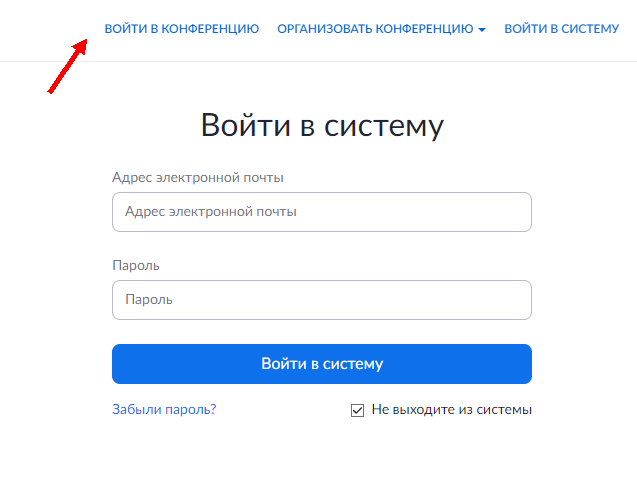 ВОЙТИ В КОНФЕРЕНЦИЮ ОРГАНИЗОВАТЬ КОНФЕРЕНЦИЮ ВОЙТИ В СИСТЕМУ
Войти в систему
Адрес электронной почты
Адрес электронной почты
Пароль
Пароль
Войти в систему
Забыли пароль? Не выходите из системы